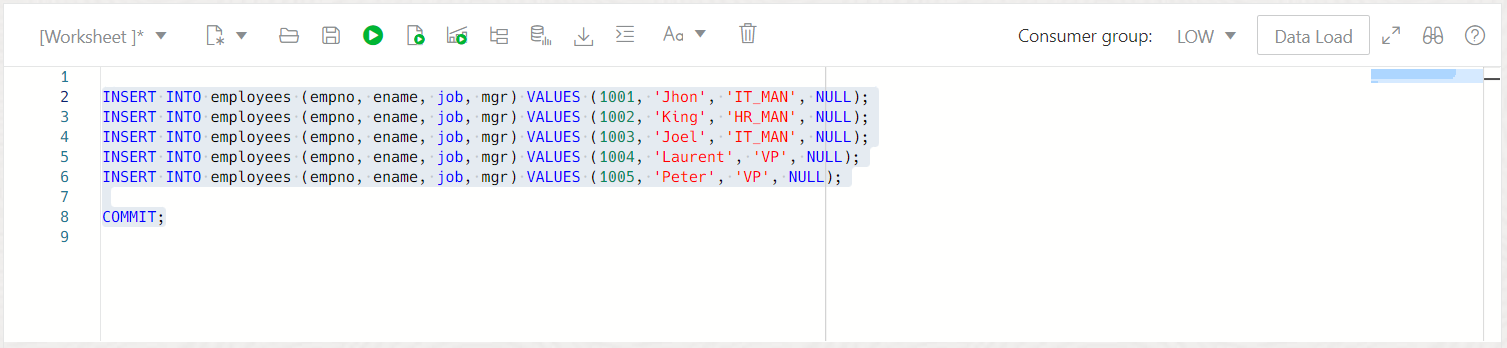 [Worksheet ]*
Aa
Consumer group:
LOW
Data Load
1
2 INSERT INTO employees (empno, ename, job, mgr) VALUES (1001, 'Jhon', 'IT_MAN', NULL);
3 INSERT INTO employees (empno, ename, job, mgr) VALUES (1002, 'King', 'HR_MAN', NULL);
4 INSERT INTO employees (empno, ename, job, mgr) VALUES (1003, 'Joel', 'IT_MAN', NULL);
5 INSERT INTO employees (empno, ename, job, mgr) VALUES (1004, 'Laurent', 'VP', NULL);
6 INSERT INTO employees (empno, ename, job, mgr) VALUES (1005, 'Peter', 'VP', NULL);
7
8 COMMIT;
9